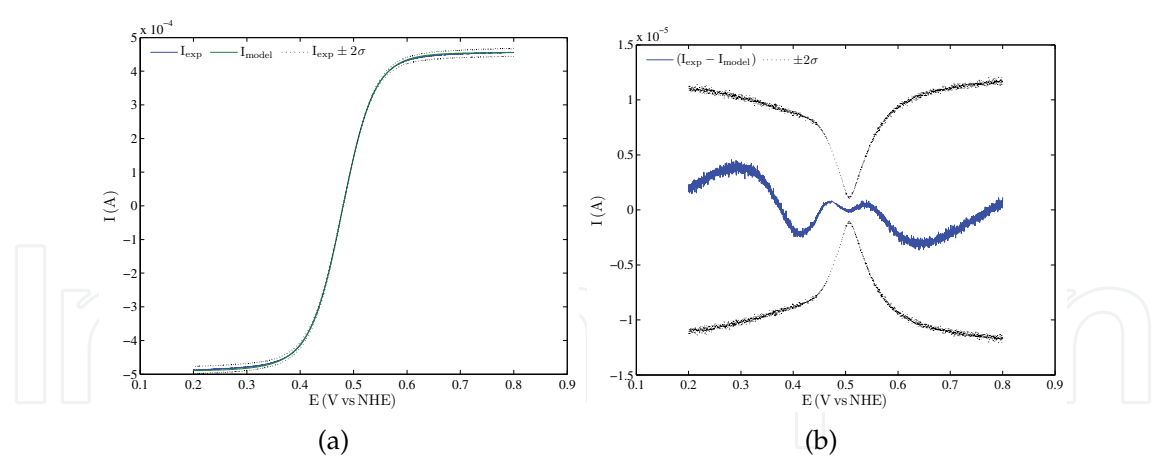 x 10⁻⁴
5
I_exp I_model I_exp ± 2σ
4
3
2
1
0
−1
−2
−3
−4
−5
0.1 0.2 0.3 0.4 0.5 0.6 0.7 0.8 0.9
I (A)
E (V vs NHE)
(a)
x 10⁻⁵
1.5
(I_exp − I_model) ±2σ
1
0.5
0
−0.5
−1
−1.5
0.1 0.2 0.3 0.4 0.5 0.6 0.7 0.8 0.9
I (A)
E (V vs NHE)
(b)